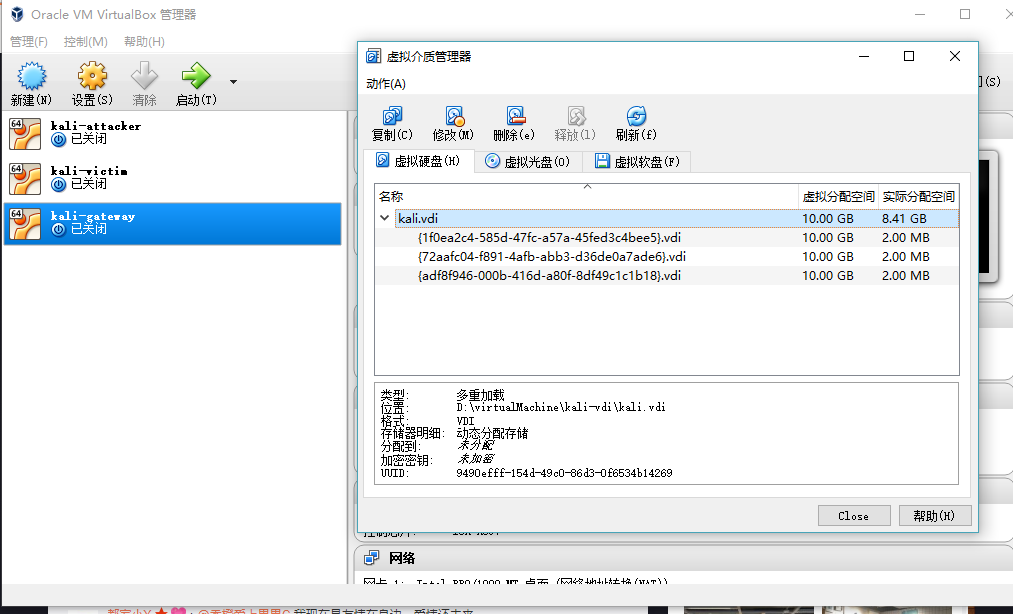 Oracle VM VirtualBox 管理器
管理(F) 控制(M) 帮助(H)
新建(N) 设置(S) 清除 启动(T)
](S)
64 kali-attacker
已关闭
64 kali-victim
已关闭
64 kali-gateway
已关闭
虚拟介质管理器
动作(A)
复制(C) 修改(M) 删除(e) 释放(l) 刷新(f)
虚拟硬盘(H) 虚拟光盘(O) 虚拟软盘(F)
名称 虚拟分配空间 实际分配空间
kali.vdi 10.00 GB 8.41 GB
{1f0ea2c4-585d-47fc-a57a-45fed3c4bee5}.vdi 10.00 GB 2.00 MB
{72aafc04-f891-4afb-abb3-d36de0a7ade6}.vdi 10.00 GB 2.00 MB
{adf8f946-000b-416d-a80f-8df49c1c1b18}.vdi 10.00 GB 2.00 MB
类型: 多重加载
位置: D:\virtualMachine\kali-vdi\kali.vdi
格式: VDI
存储器明细: 动态分配存储
分配到: 未分配
加密密钥: 未加密
UUID: 9490efff-154d-49c0-86d3-0f6534b14269
Close 帮助(H)
网络
网卡 1: Intel PRO/1000 MT 桌面 (网络地址转换(NAT))